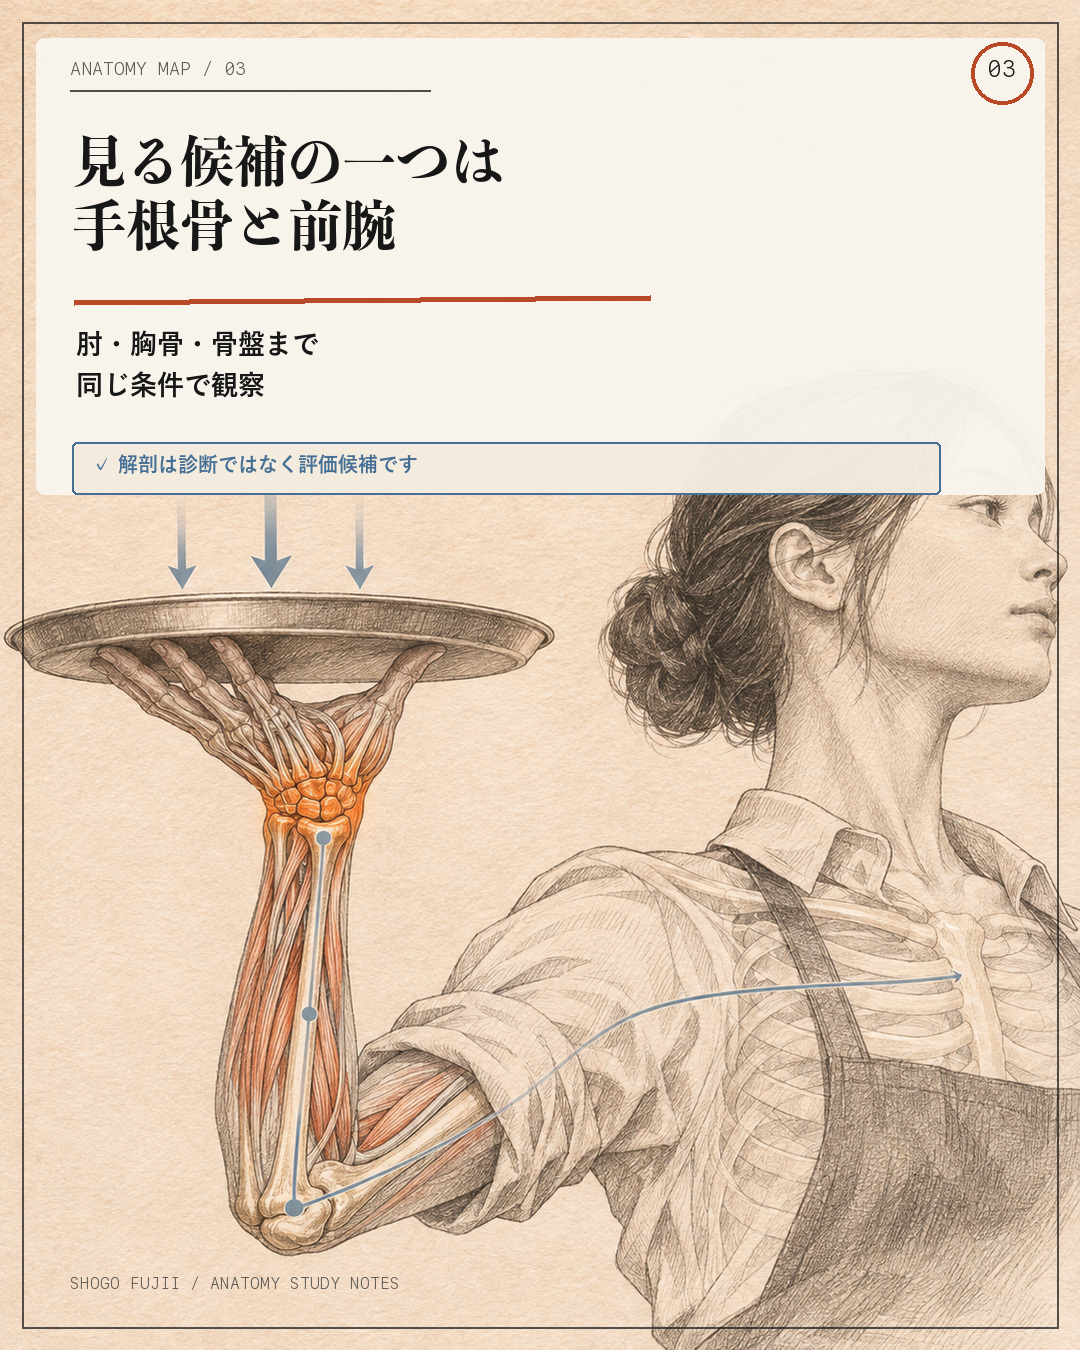 ANATOMY MAP / 03
03
見る候補の一つは
手根骨と前腕
肘・胸骨・骨盤まで
同じ条件で観察
✓ 解剖は診断ではなく評価候補です
SHOGO FUJII / ANATOMY STUDY NOTES